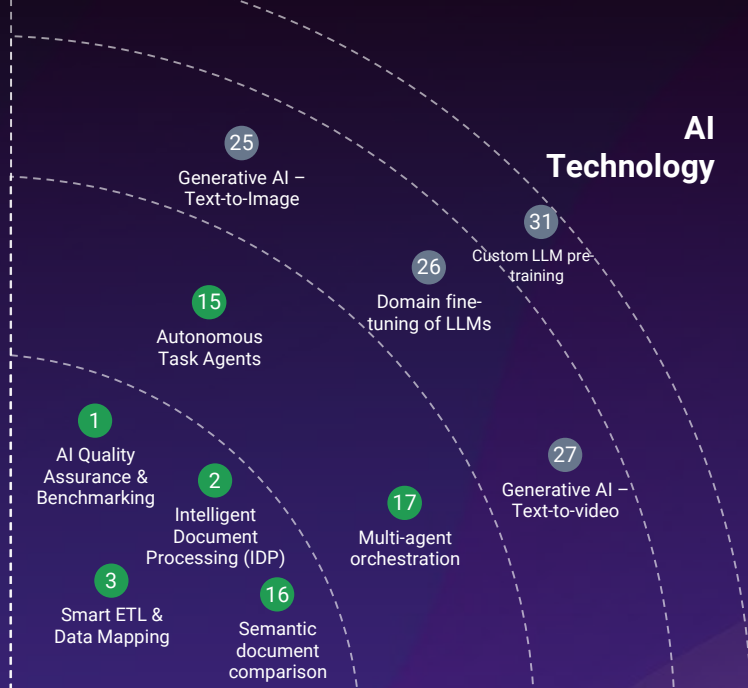 AI
Technology
25
Generative AI –
Text-to-Image
31
Custom LLM pre-
training
26
Domain fine-
tuning of LLMs
15
Autonomous
Task Agents
1
AI Quality
Assurance &
Benchmarking
2
Intelligent
Document
Processing (IDP)
27
Generative AI –
Text-to-video
17
Multi-agent
orchestration
3
Smart ETL &
Data Mapping
16
Semantic
document
comparison